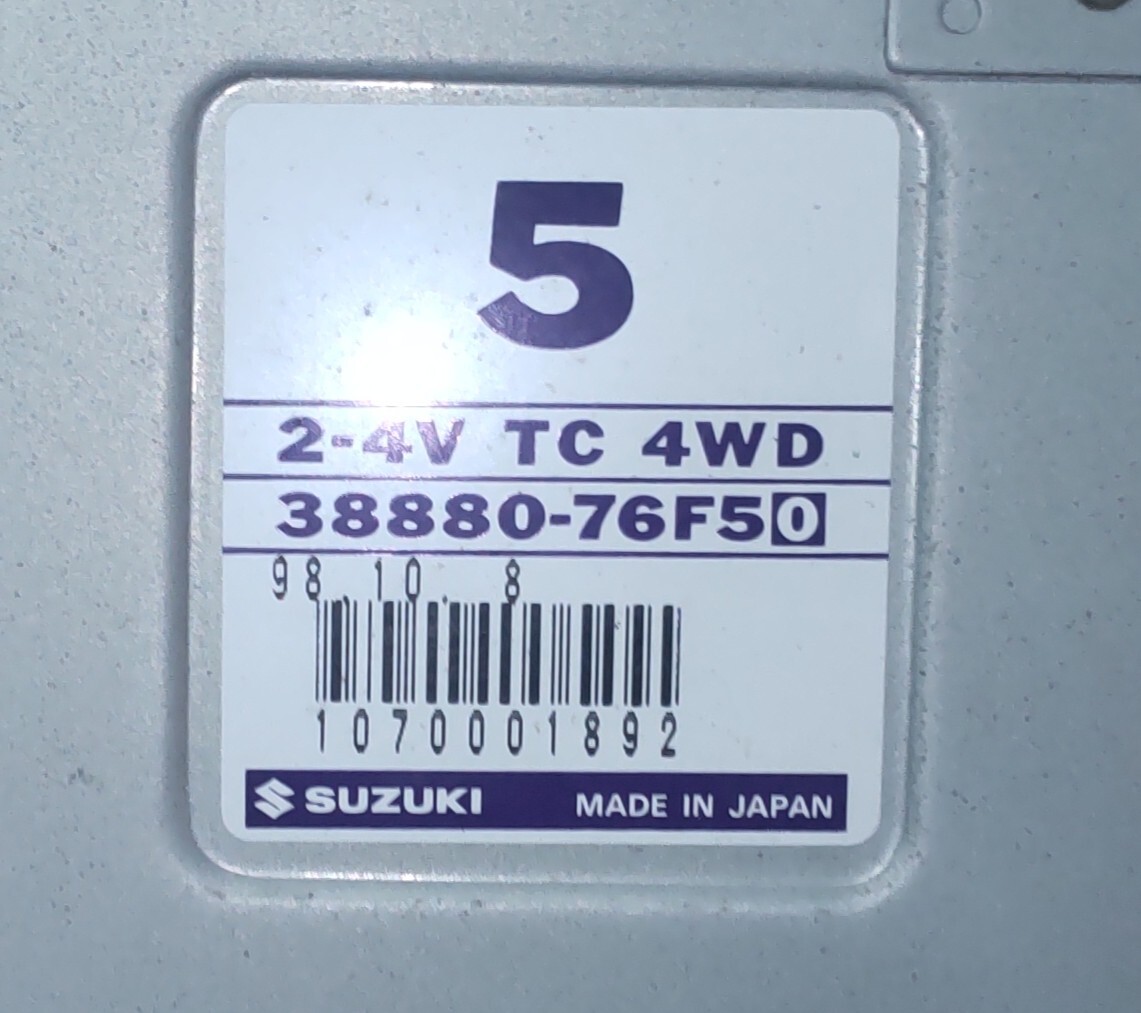 5
2-4V TC 4WD
38880-76F50
98.10. 8
1070001892
SUZUKI MADE IN JAPAN